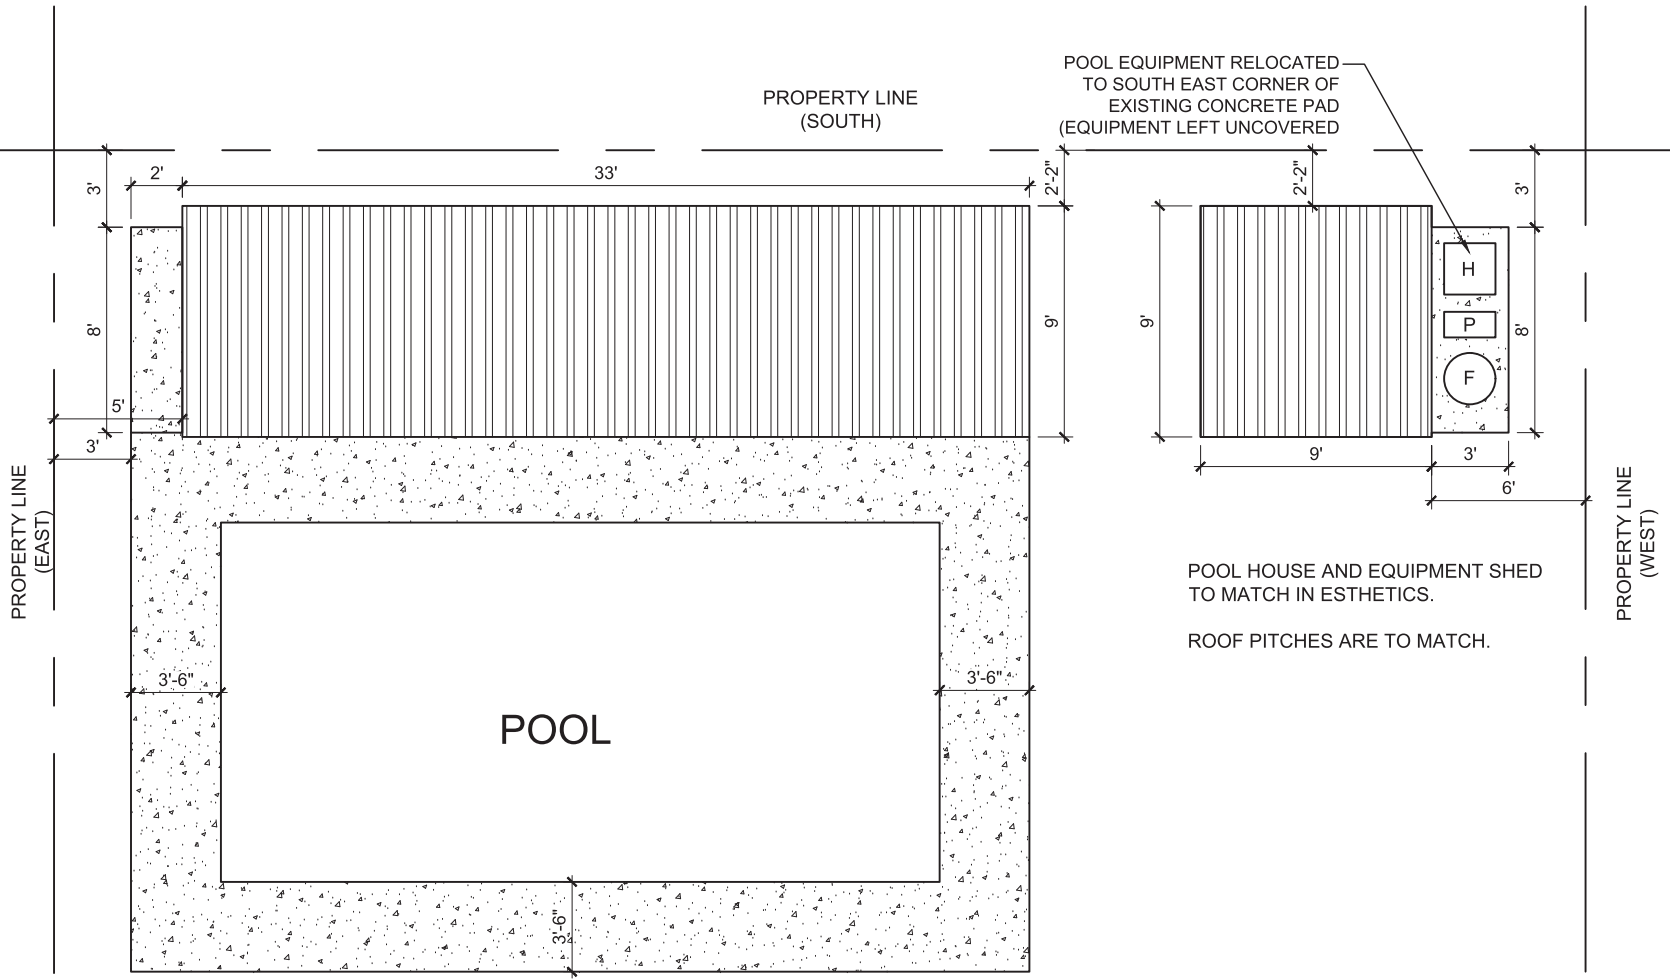 POOL EQUIPMENT RELOCATED
TO SOUTH EAST CORNER OF
EXISTING CONCRETE PAD
(EQUIPMENT LEFT UNCOVERED
PROPERTY LINE
(SOUTH)
3'
2'
33'
2'-2"
2'-2"
3'
8'
9'
9'
H
P
F
8'
5'
3'
9'
3'
6'
PROPERTY LINE
(EAST)
PROPERTY LINE
(WEST)
POOL HOUSE AND EQUIPMENT SHED
TO MATCH IN ESTHETICS.
ROOF PITCHES ARE TO MATCH.
3'-6"
3'-6"
POOL
3'-6"